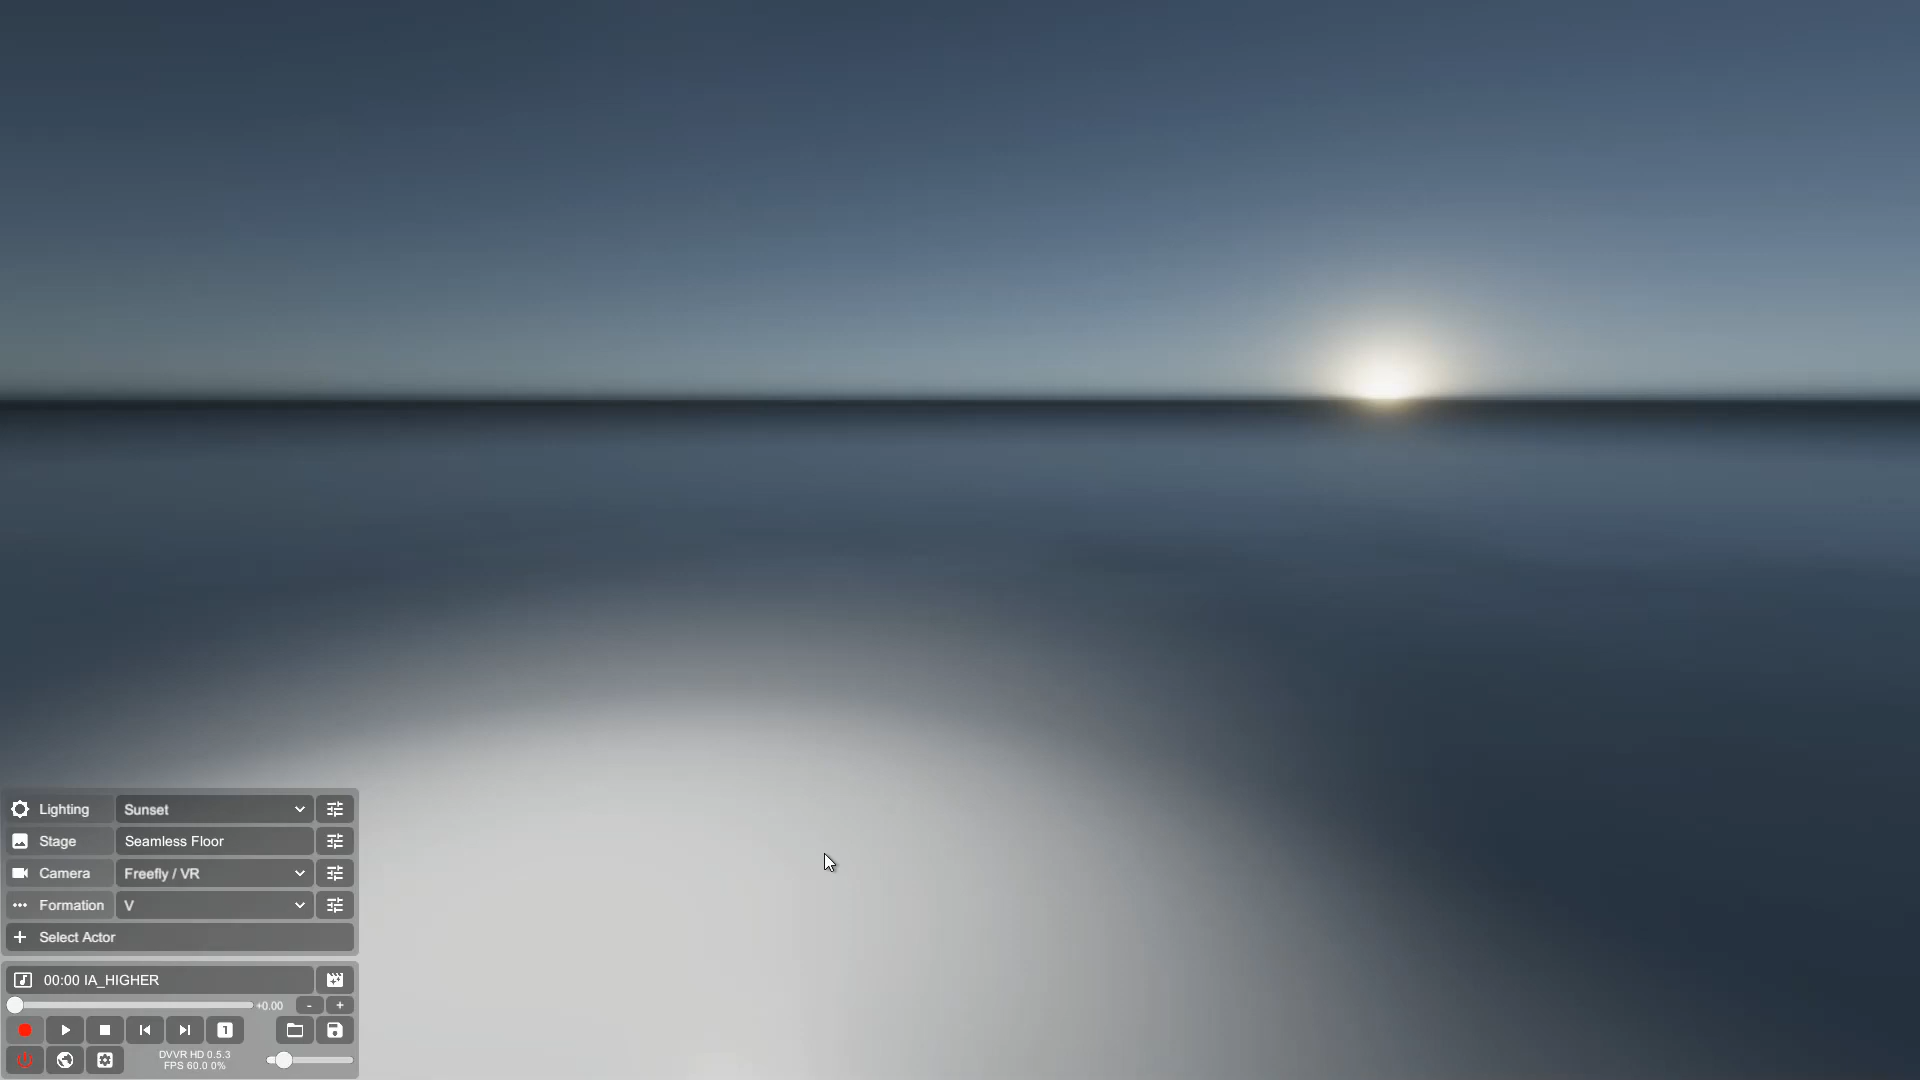 Lighting Sunset
Stage Seamless Floor
Camera Freefly / VR
Formation V
Select Actor
00:00 IA_HIGHER
+0.00 - +
1
DVVR HD 0.5.3
FPS 60.0 0%